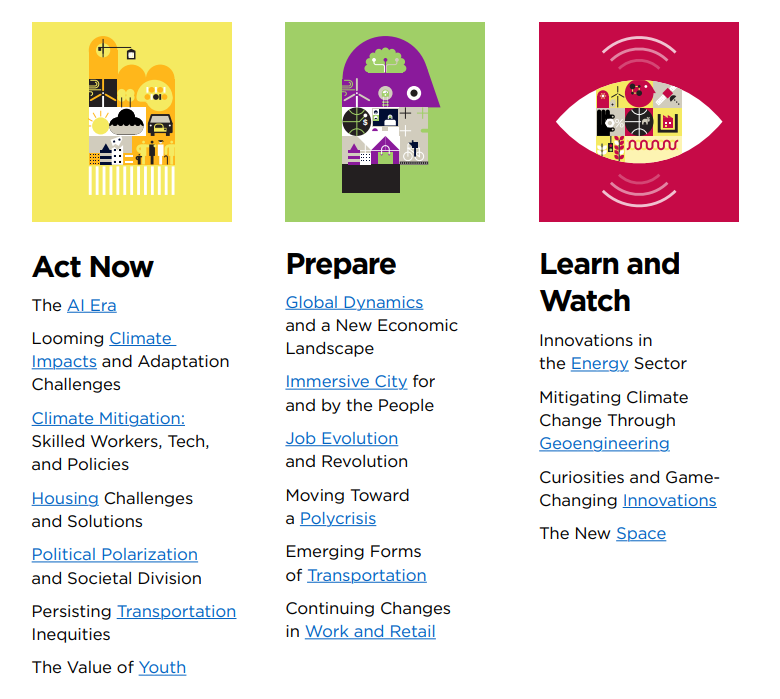 Act Now
The AI Era
Looming Climate
Impacts and Adaptation
Challenges
Climate Mitigation:
Skilled Workers, Tech,
and Policies
Housing Challenges
and Solutions
Political Polarization
and Societal Division
Persisting Transportation
Inequities
The Value of Youth
Prepare
Global Dynamics
and a New Economic
Landscape
Immersive City for
and by the People
Job Evolution
and Revolution
Moving Toward
a Polycrisis
Emerging Forms
of Transportation
Continuing Changes
in Work and Retail
Learn and
Watch
Innovations in
the Energy Sector
Mitigating Climate
Change Through
Geoengineering
Curiosities and Game-
Changing Innovations
The New Space